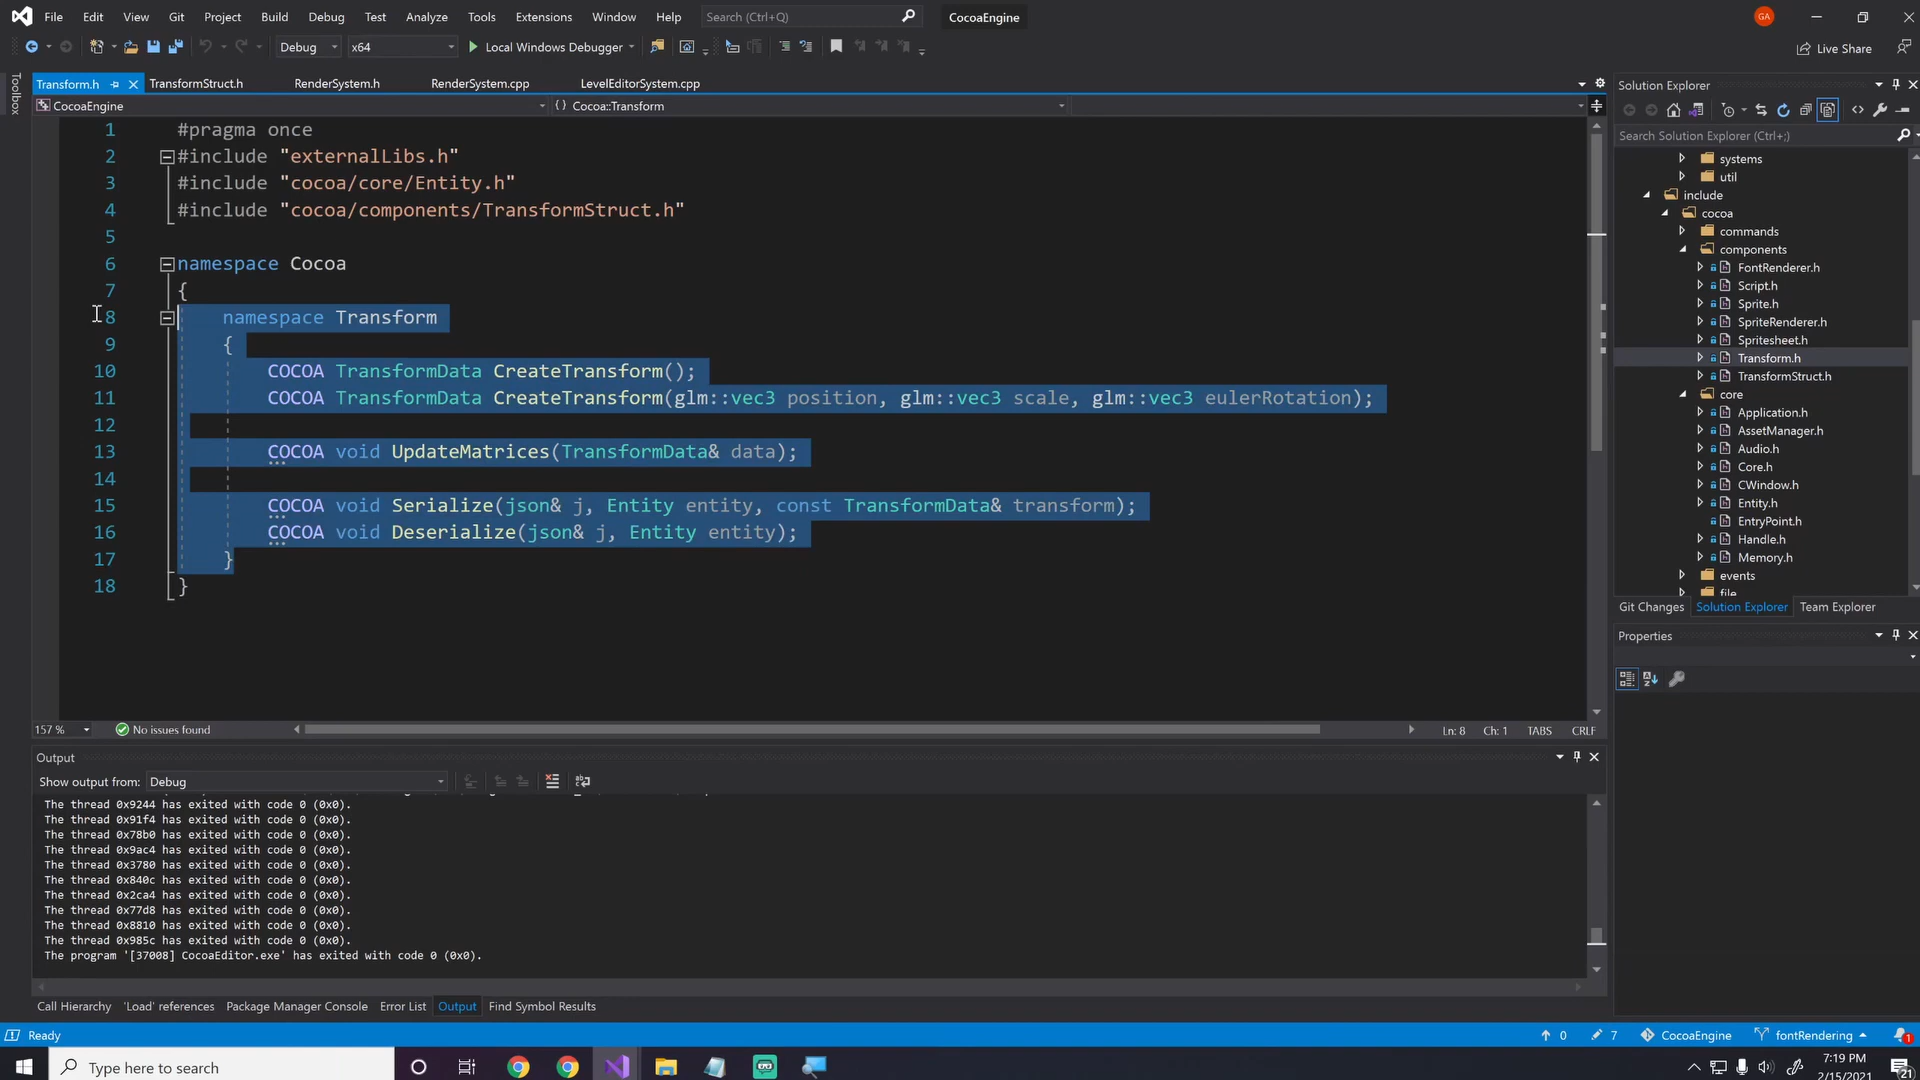 File Edit View Git Project Build Debug Test Analyze Tools Extensions Window Help Search (Ctrl+Q) CocoaEngine GA
Debug x64 Local Windows Debugger Live Share
Toolbox
Transform.h TransformStruct.h RenderSystem.h RenderSystem.cpp LevelEditorSystem.cpp
CocoaEngine {} Cocoa::Transform
1 #pragma once
2 #include "externalLibs.h"
3 #include "cocoa/core/Entity.h"
4 #include "cocoa/components/TransformStruct.h"
5
6 namespace Cocoa
7 {
8 namespace Transform
9 {
10 COCOA TransformData CreateTransform();
11 COCOA TransformData CreateTransform(glm::vec3 position, glm::vec3 scale, glm::vec3 eulerRotation);
12
13 COCOA void UpdateMatrices(TransformData& data);
14
15 COCOA void Serialize(json& j, Entity entity, const TransformData& transform);
16 COCOA void Deserialize(json& j, Entity entity);
17 }
18 }
157 % No issues found Ln: 8 Ch: 1 TABS CRLF
Output
Show output from: Debug
The thread 0x9244 has exited with code 0 (0x0).
The thread 0x91f4 has exited with code 0 (0x0).
The thread 0x78b0 has exited with code 0 (0x0).
The thread 0x9ac4 has exited with code 0 (0x0).
The thread 0x3780 has exited with code 0 (0x0).
The thread 0x840c has exited with code 0 (0x0).
The thread 0x2ca4 has exited with code 0 (0x0).
The thread 0x77d8 has exited with code 0 (0x0).
The thread 0x8810 has exited with code 0 (0x0).
The thread 0x985c has exited with code 0 (0x0).
The program '[37008] CocoaEditor.exe' has exited with code 0 (0x0).
Call Hierarchy 'Load' references Package Manager Console Error List Output Find Symbol Results
Solution Explorer
Search Solution Explorer (Ctrl+;)
systems
util
include
cocoa
commands
components
FontRenderer.h
Script.h
Sprite.h
SpriteRenderer.h
Spritesheet.h
Transform.h
TransformStruct.h
core
Application.h
AssetManager.h
Audio.h
Core.h
CWindow.h
Entity.h
EntryPoint.h
Handle.h
Memory.h
events
file
Git Changes Solution Explorer Team Explorer
Properties
Ready 0 7 CocoaEngine fontRendering 1
Type here to search
7:19 PM
2/15/2021
21